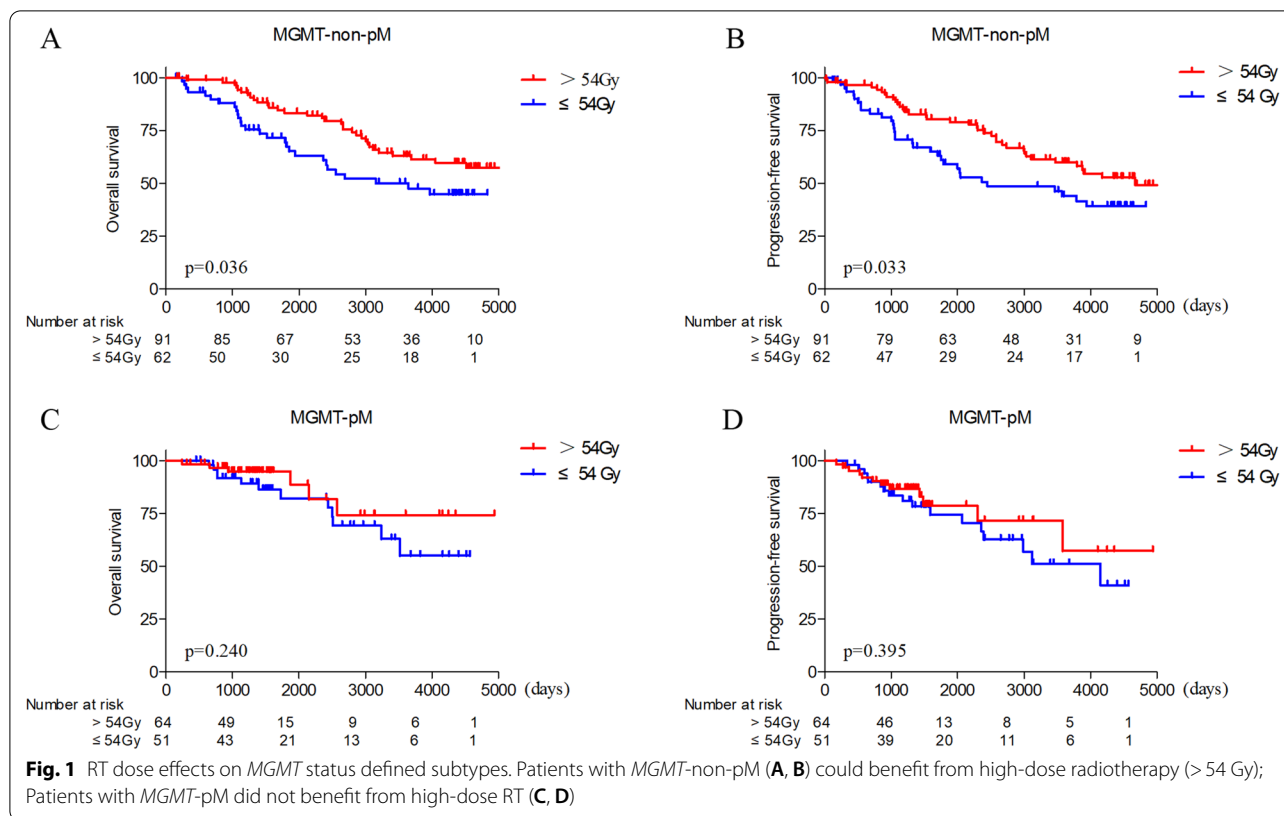 A
MGMT-non-pM
> 54Gy
≤ 54Gy
Overall survival
100
75
50
25
0
p=0.036
0 1000 2000 3000 4000 5000
Number at risk
> 54Gy 91 85 67 53 36 10
≤ 54Gy 62 50 30 25 18 1
B
MGMT-non-pM
> 54Gy
≤ 54 Gy
Progression-free survival
100
75
50
25
0
p=0.033
0 1000 2000 3000 4000 5000 (days)
Number at risk
> 54Gy 91 79 63 48 31 9
≤ 54Gy 62 47 29 24 17 1
C
MGMT-pM
> 54Gy
≤ 54 Gy
Overall survival
100
75
50
25
0
p=0.240
0 1000 2000 3000 4000 5000 (days)
Number at risk
> 54Gy 64 49 15 9 6 1
≤ 54Gy 51 43 21 13 6 1
D
MGMT-pM
> 54Gy
≤ 54 Gy
Progression-free survival
100
75
50
25
0
p=0.395
0 1000 2000 3000 4000 5000 (days)
Number at risk
> 54Gy 64 46 13 8 5 1
≤ 54Gy 51 39 20 11 6 1
Fig. 1 RT dose effects on MGMT status defined subtypes. Patients with MGMT-non-pM (A, B) could benefit from high-dose radiotherapy (> 54 Gy);
Patients with MGMT-pM did not benefit from high-dose RT (C, D)